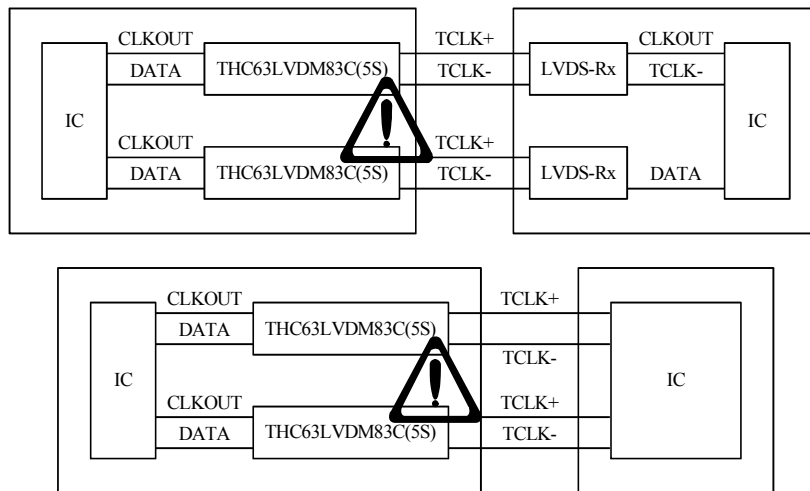 CLKOUT TCLK+ CLKOUT
THC63LVDM83C(5S) LVDS-Rx
DATA TCLK- TCLK-
IC IC
CLKOUT TCLK+
THC63LVDM83C(5S) LVDS-Rx
DATA TCLK- DATA
CLKOUT TCLK+
THC63LVDM83C(5S)
DATA
TCLK-
IC IC
CLKOUT TCLK+
THC63LVDM83C(5S)
DATA TCLK-